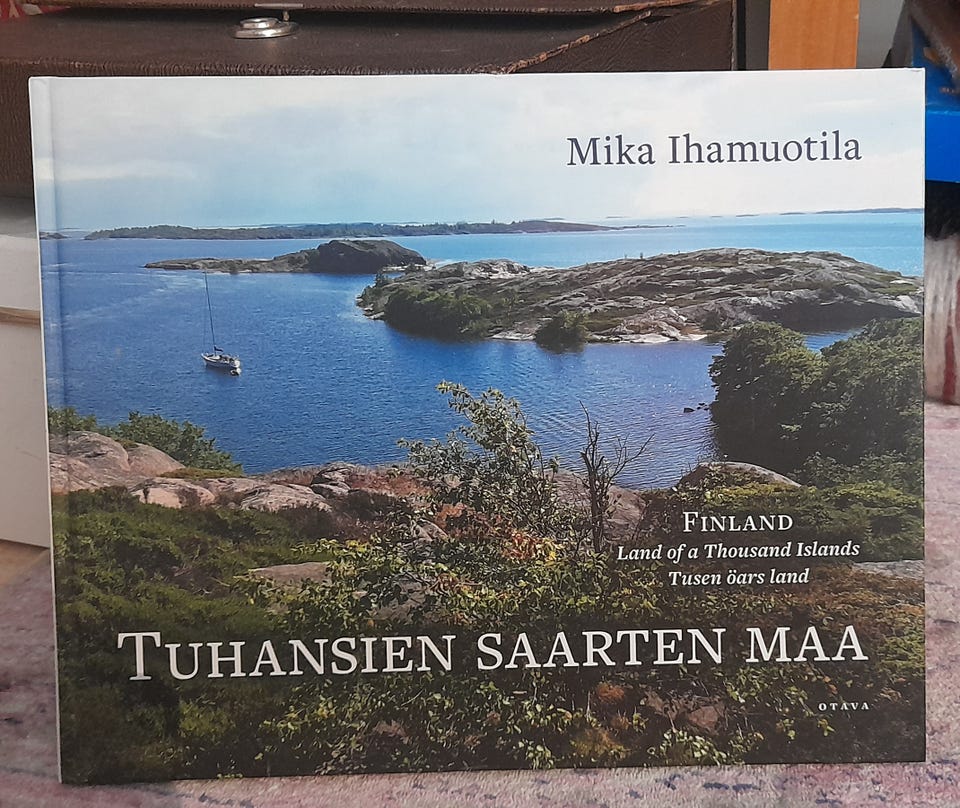 Mika Ihamuotila
Finland
Land of a Thousand Islands
Tusen öars land
Tuhansien saarten maa
OTAVA